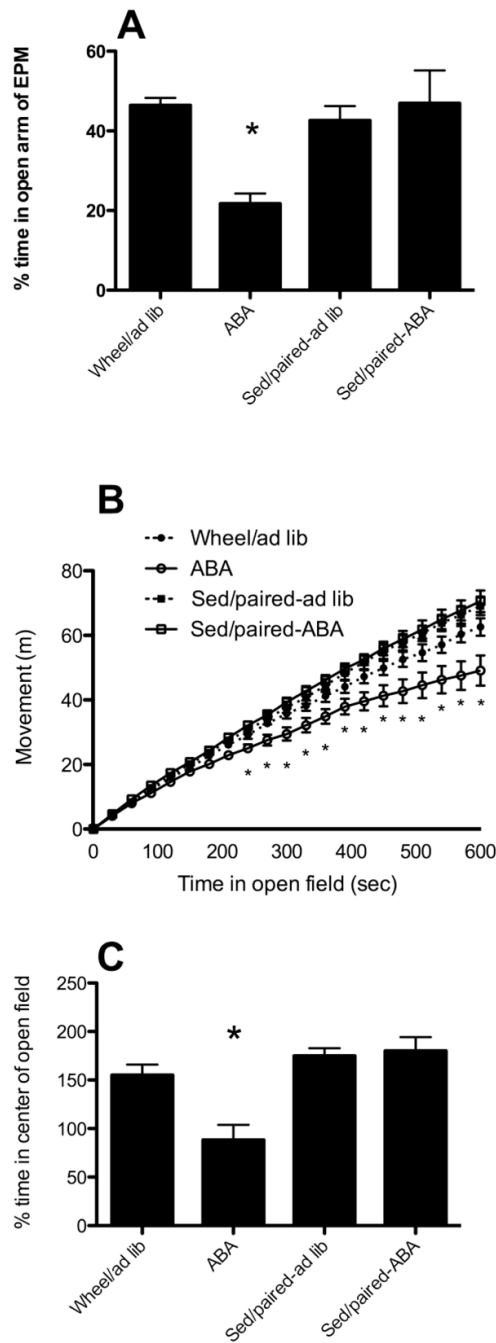 A
% time in open arm of EPM
60
40
20
0
*
Wheel/ad lib
ABA
Sed/paired-ad lib
Sed/paired-ABA
B
Wheel/ad lib
ABA
Sed/paired-ad lib
Sed/paired-ABA
Movement (m)
80
60
40
20
0
* * * * * * * * * * * * *
0 100 200 300 400 500 600
Time in open field (sec)
C
% time in center of open field
250
200
150
100
50
0
*
Wheel/ad lib
ABA
Sed/paired-ad lib
Sed/paired-ABA